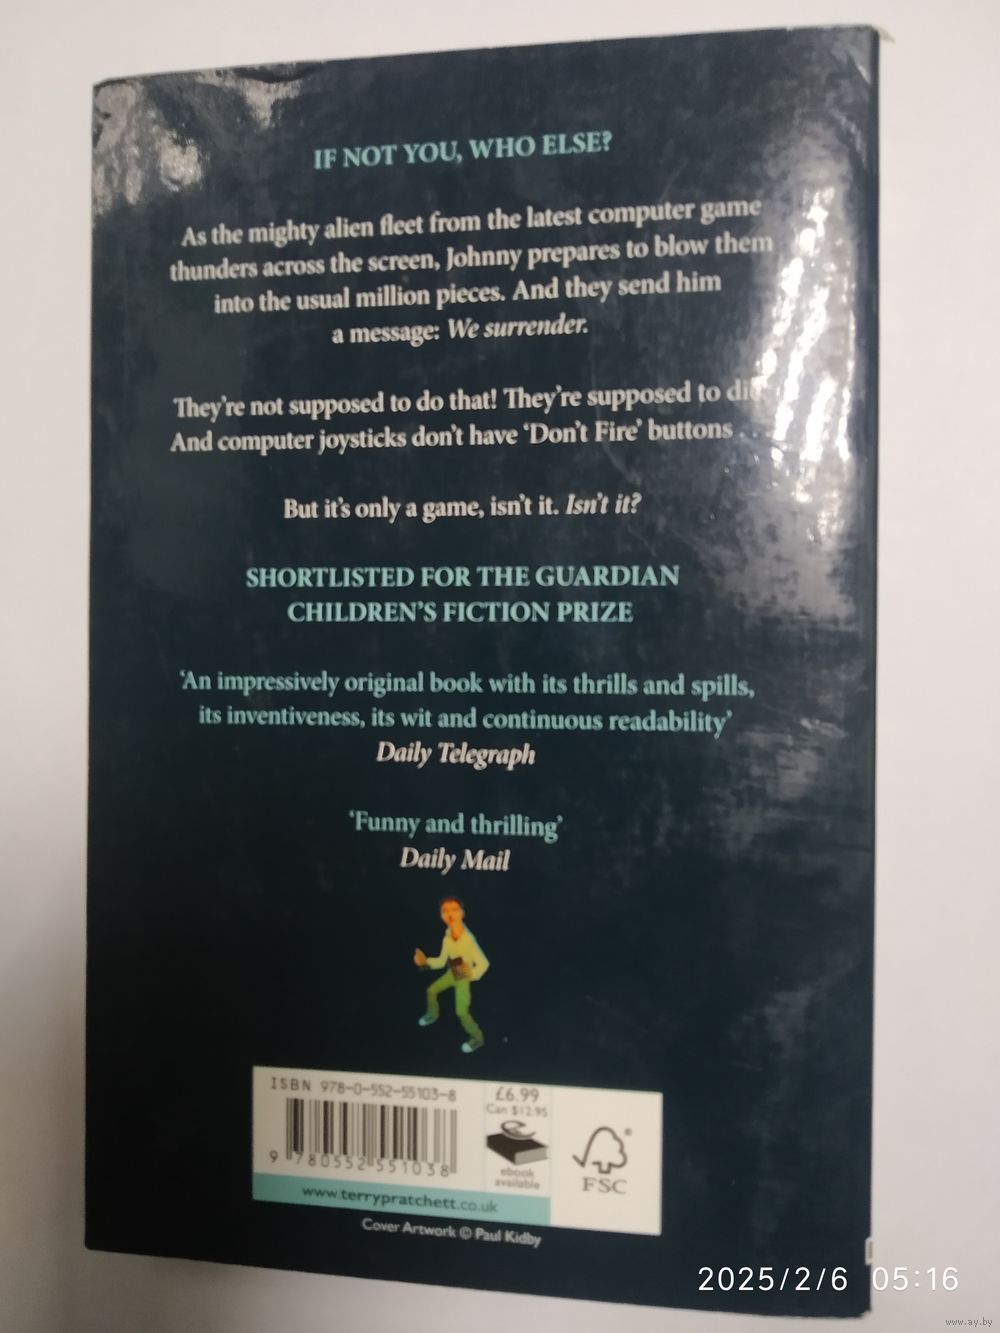 IF NOT YOU, WHO ELSE?
As the mighty alien fleet from the latest computer game
thunders across the screen, Johnny prepares to blow them
into the usual million pieces. And they send him
a message: We surrender.
They're not supposed to do that! They're supposed to die
And computer joysticks don't have ‘Don't Fire’ buttons . . .
But it's only a game, isn't it. Isn't it?
SHORTLISTED FOR THE GUARDIAN
CHILDREN'S FICTION PRIZE
‘An impressively original book with its thrills and spills,
its inventiveness, its wit and continuous readability’
Daily Telegraph
‘Funny and thrilling’
Daily Mail
ISBN 978-0-552-55103-8
9 780552 551038
£6.99
Can $12.95
ebook
available
FSC
®
www.terrypratchett.co.uk
Cover Artwork © Paul Kidby
2025/2/6 05:16
www.ay.by